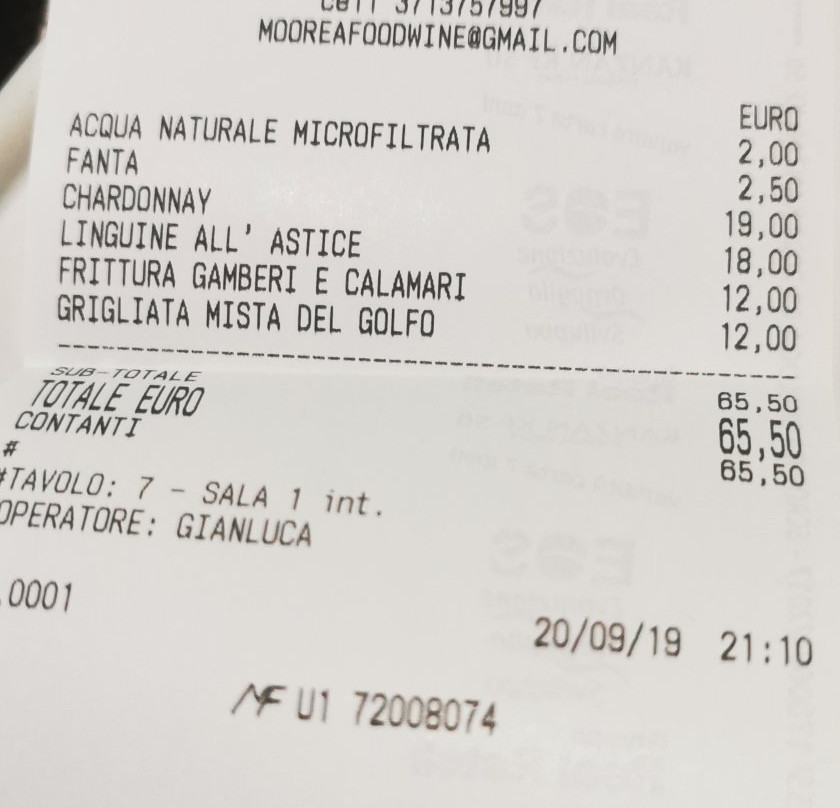 Cell 3713757997
MOOREAFOODWINE@GMAIL.COM
EURO
ACQUA NATURALE MICROFILTRATA 2,00
FANTA 2,50
CHARDONNAY 19,00
LINGUINE ALL' ASTICE 18,00
FRITTURA GAMBERI E CALAMARI 12,00
GRIGLIATA MISTA DEL GOLFO 12,00
SUB-TOTALE 65,50
TOTALE EURO 65,50
CONTANTI 65,50
#
#TAVOLO: 7 - SALA 1 int.
OPERATORE: GIANLUCA
.0001
20/09/19 21:10
MF U1 72008074